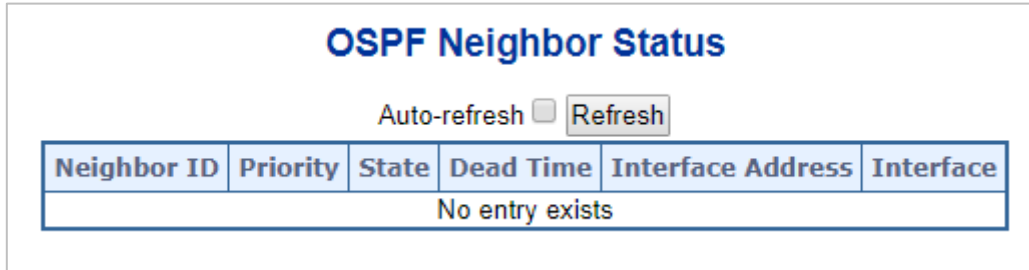 OSPF Neighbor Status
Auto-refresh Refresh
Neighbor ID Priority State Dead Time Interface Address Interface
No entry exists